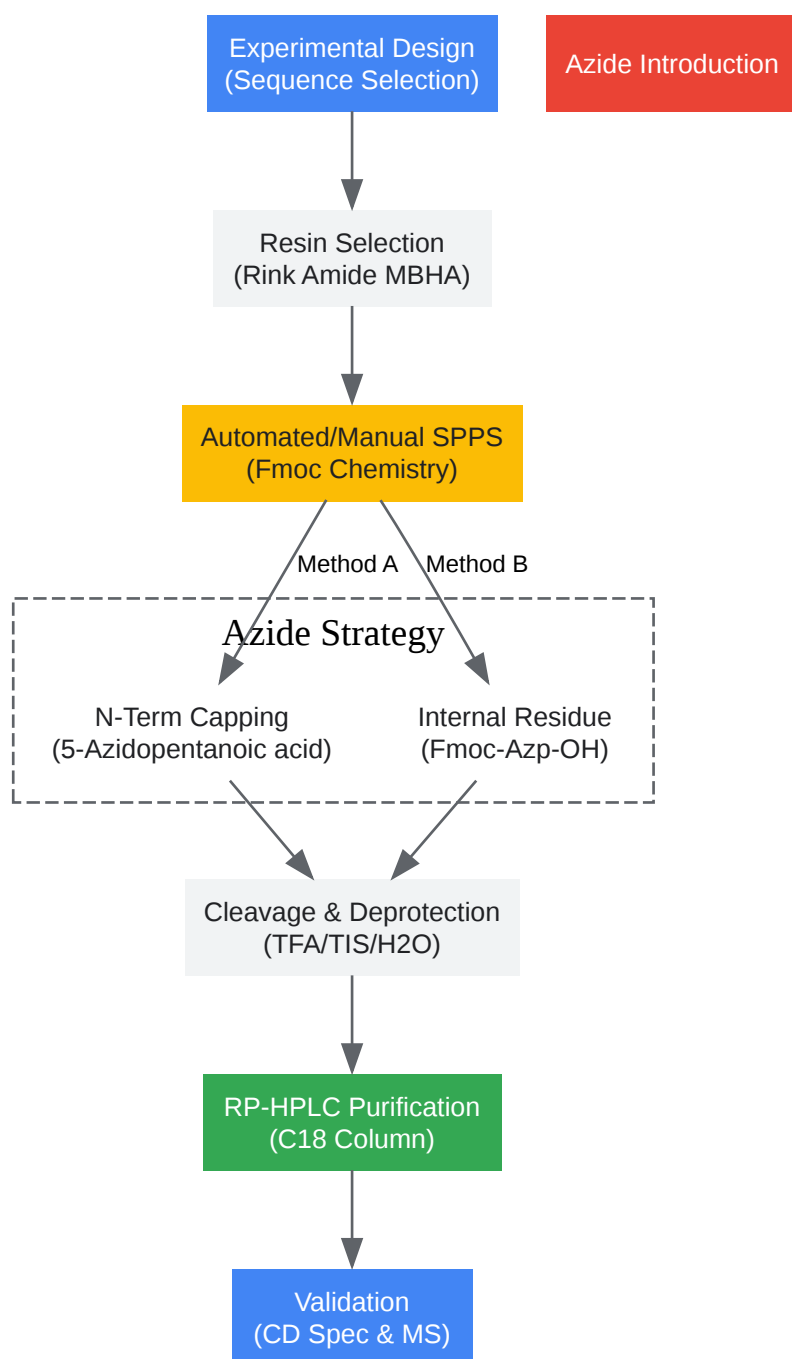 Experimental Design
(Sequence Selection)
Azide Introduction
Resin Selection
(Rink Amide MBHA)
Automated/Manual SPPS
(Fmoc Chemistry)
Method A
Method B
Azide Strategy
N-Term Capping
(5-Azidopentanoic acid)
Internal Residue
(Fmoc-Azp-OH)
Cleavage & Deprotection
(TFA/TIS/H2O)
RP-HPLC Purification
(C18 Column)
Validation
(CD Spec & MS)